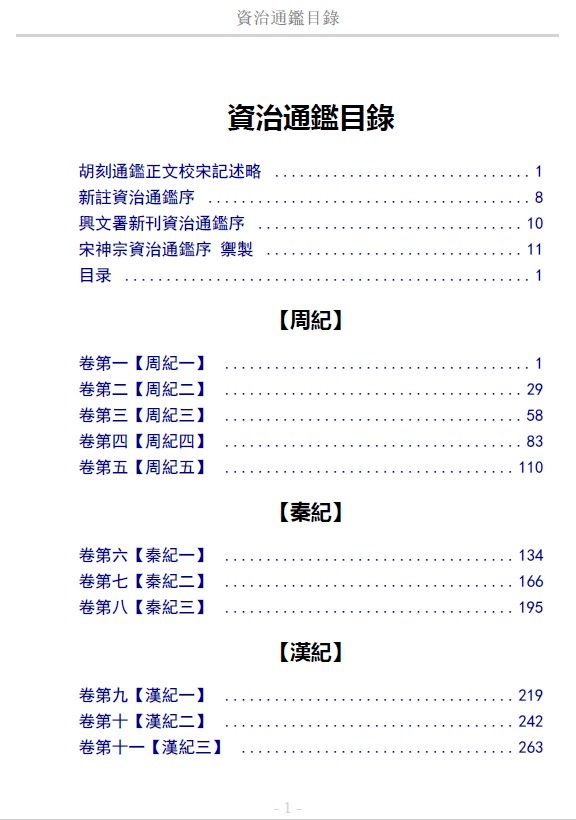 資治通鑑目錄
資治通鑑目錄
胡刻通鑑正文校宋記述略 ............................... 1
新註資治通鑑序 ....................................... 8
興文署新刊資治通鑑序 ................................ 10
宋神宗資治通鑑序 禦製 ............................... 11
目录 ................................................. 1
【周紀】
卷第一【周紀一】 ..................................... 1
卷第二【周紀二】 .................................... 29
卷第三【周紀三】 .................................... 58
卷第四【周紀四】 .................................... 83
卷第五【周紀五】 ................................... 110
【秦紀】
卷第六【秦紀一】 ................................... 134
卷第七【秦紀二】 ................................... 166
卷第八【秦紀三】 ................................... 195
【漢紀】
卷第九【漢紀一】 ................................... 219
卷第十【漢紀二】 ................................... 242
卷第十一【漢紀三】 ................................. 263
- 1 -